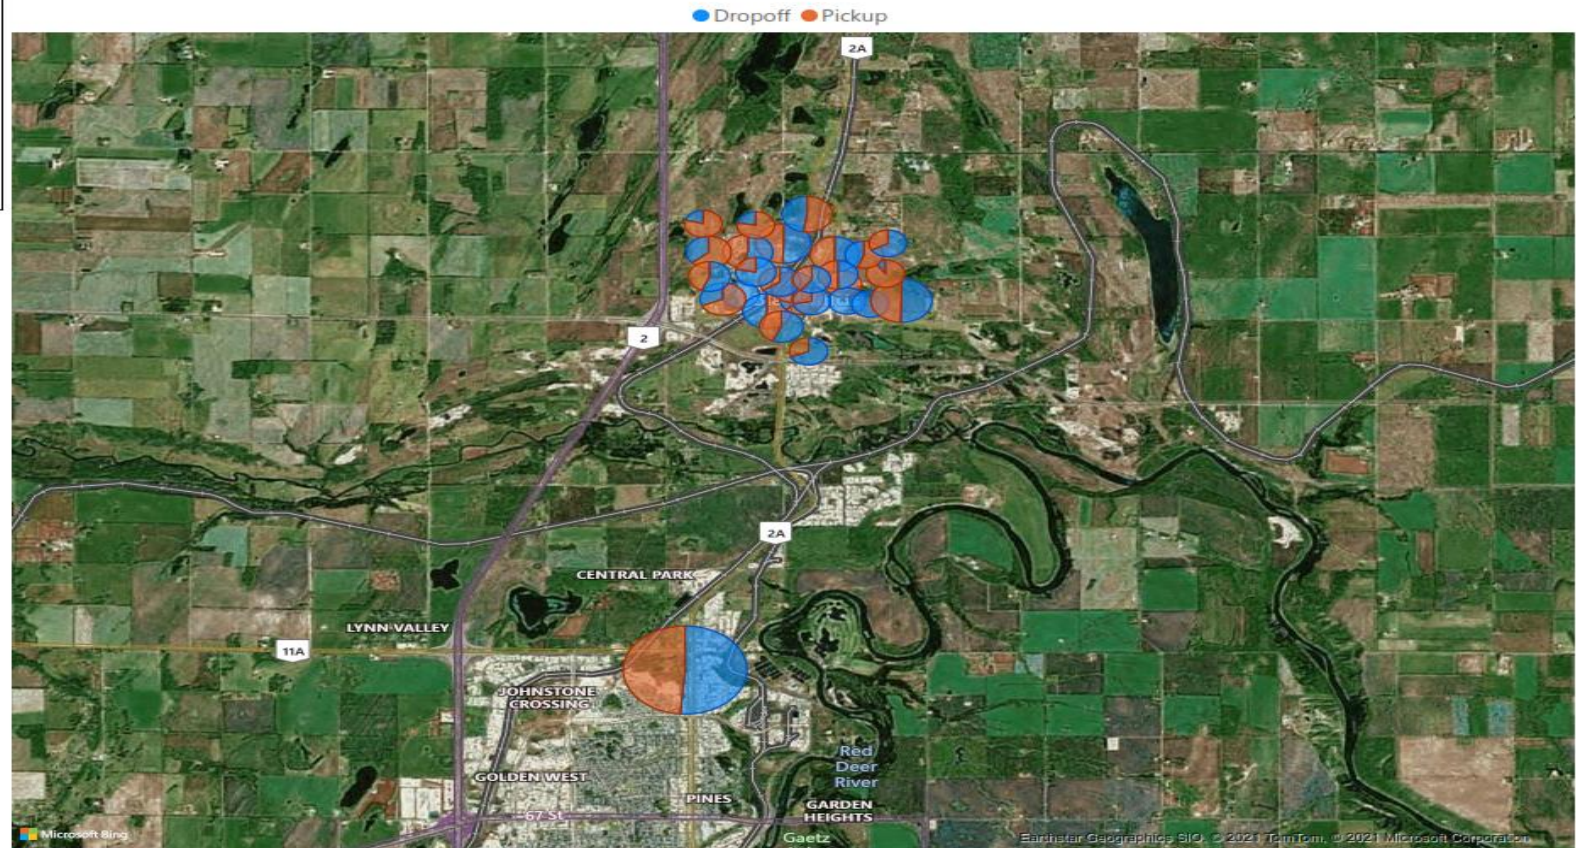 Dropoff Pickup
2A
2
2A
CENTRAL PARK
LYNN VALLEY
11A
JOHNSTONE
CROSSING
Red
Deer
River
GOLDEN WEST
PINES
GARDEN
HEIGHTS
67 St
Gaetz
Microsoft Bing
Earthstar Geographics SIO, © 2021 TomTom, © 2021 Microsoft Corporation